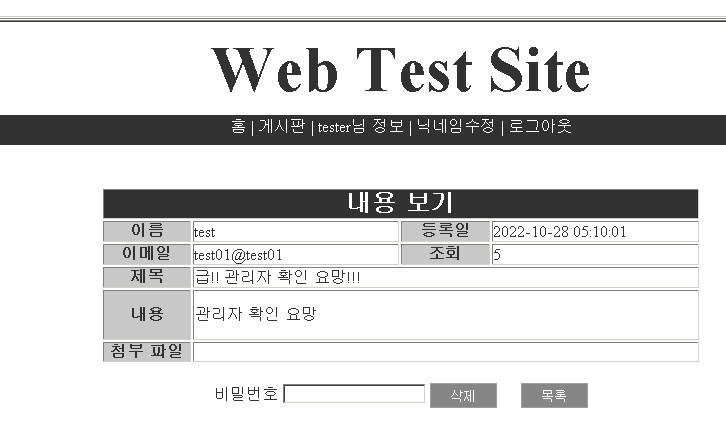 Web Test Site
홈 | 게시판 | tester님 정보 | 닉네임수정 | 로그아웃
내용 보기
이름 test 등록일 2022-10-28 05:10:01
이메일 test01@test01 조회 5
제목 급!! 관리자 확인 요망!!!
내용 관리자 확인 요망
첨부 파일
비밀번호 삭제 목록